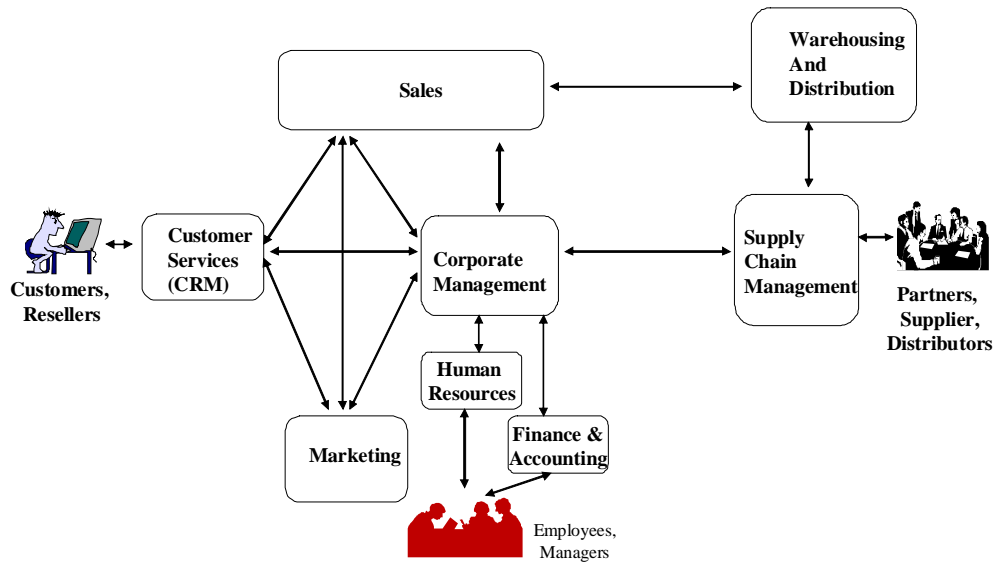 Sales
Warehousing
And
Distribution
Customer
Services
(CRM)
Corporate
Management
Supply
Chain
Management
Customers,
Resellers
Partners,
Supplier,
Distributors
Human
Resources
Marketing
Finance &
Accounting
Employees,
Managers